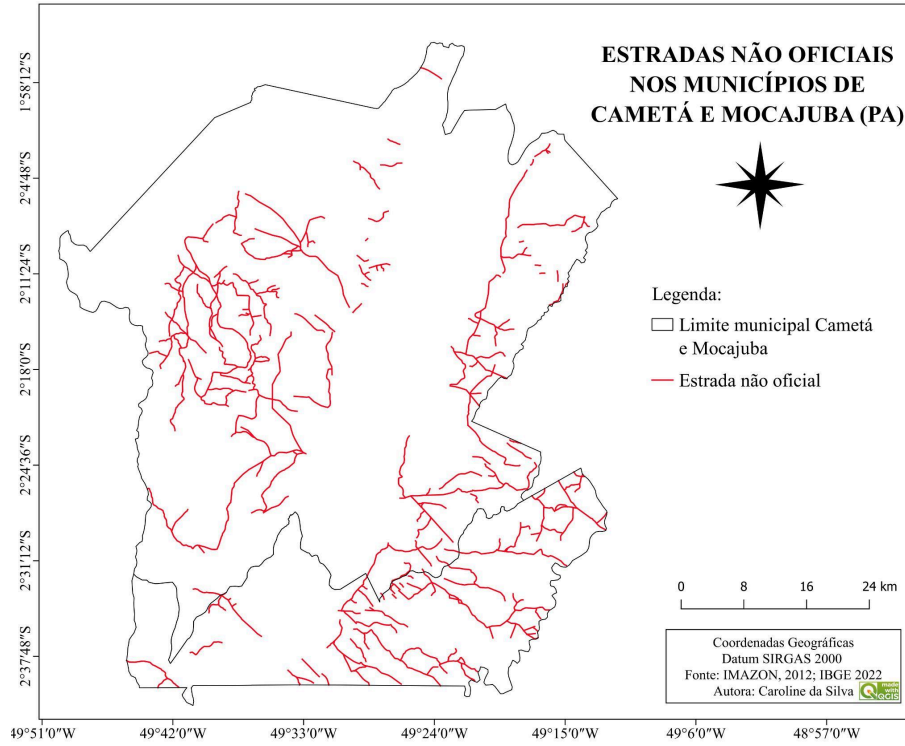 ESTRADAS NÃO OFICIAIS
NOS MUNICÍPIOS DE
CAMETÁ E MOCAJUBA (PA)
1°58'12"S
2°4'48"S
2°11'24"S
2°18'0"S
2°24'36"S
2°31'12"S
2°37'48"S
Legenda:
Limite municipal Cametá
e Mocajuba
Estrada não oficial
0 8 16 24 km
Coordenadas Geográficas
Datum SIRGAS 2000
Fonte: IMAZON, 2012; IBGE 2022
Autora: Caroline da Silva
made
with
QGIS
49°51'0"W 49°42'0"W 49°33'0"W 49°24'0"W 49°15'0"W 49°6'0"W 48°57'0"W